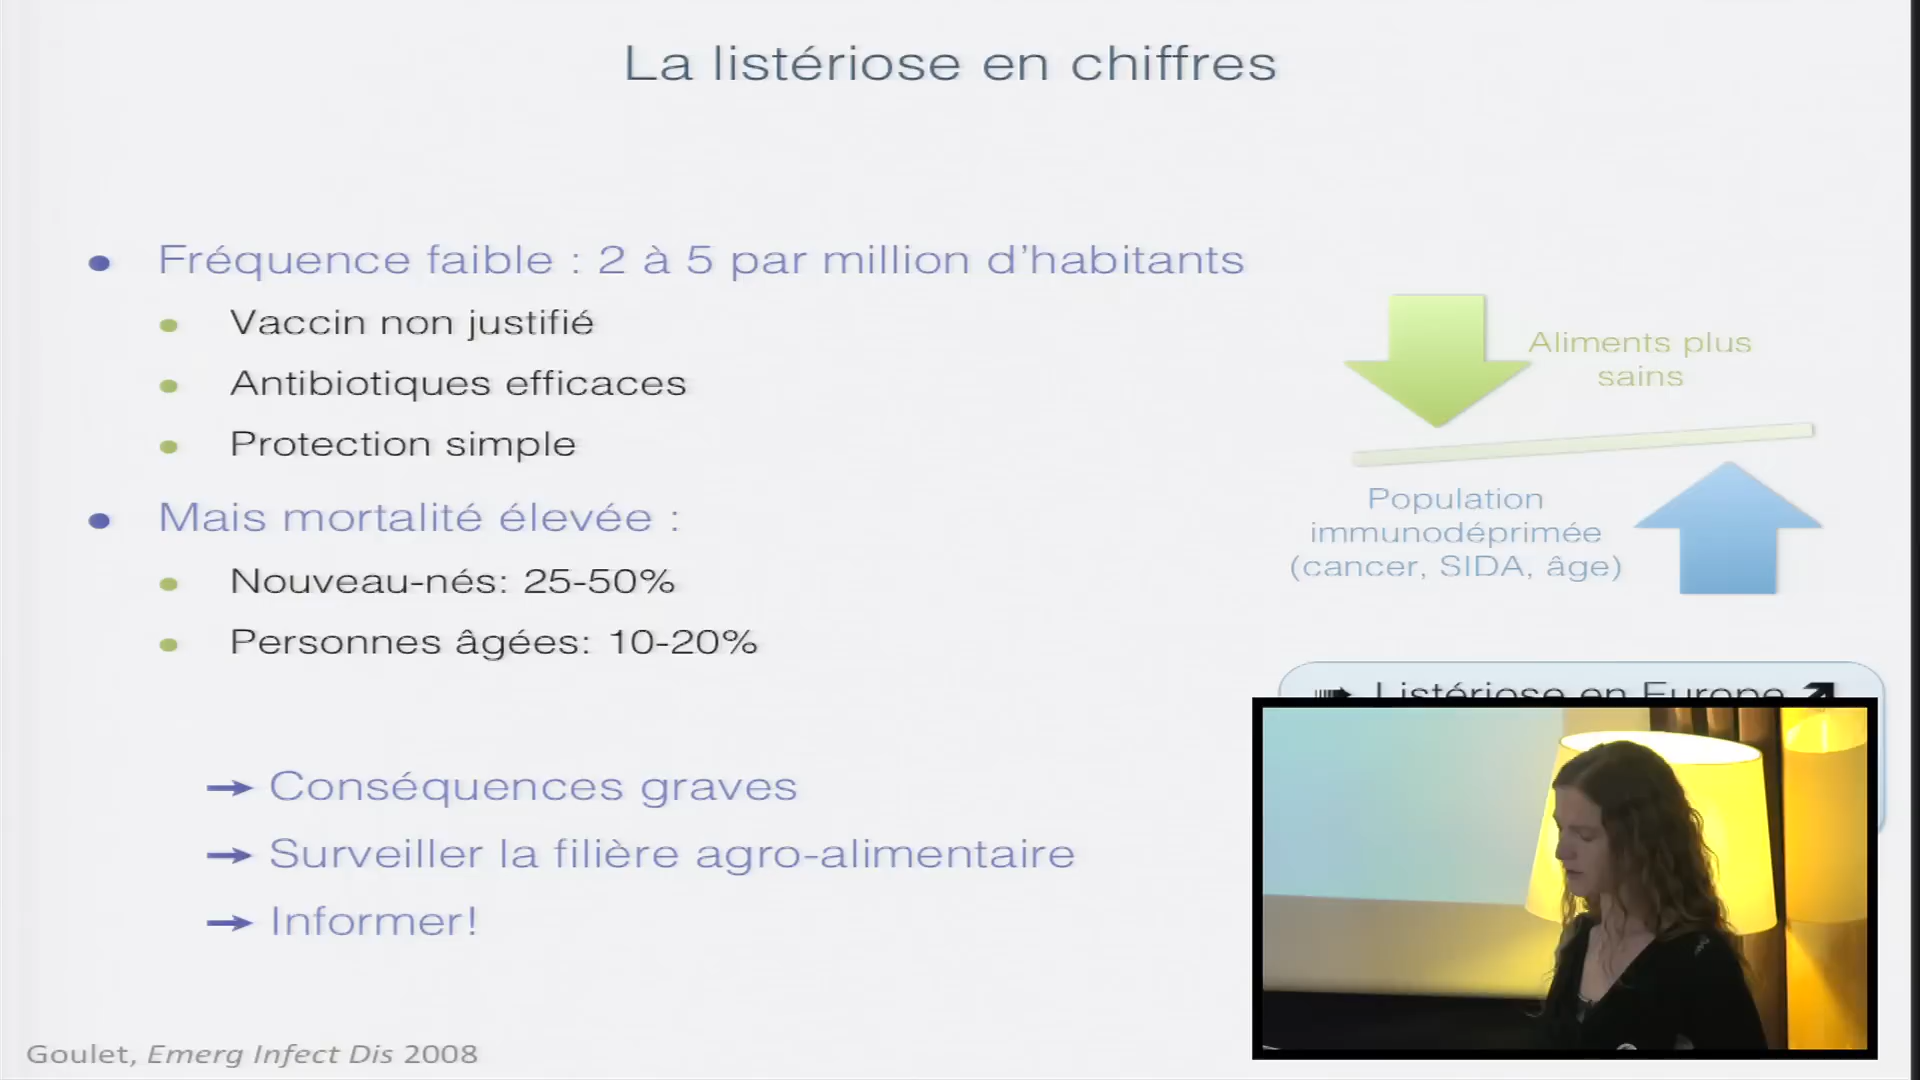 La listériose en chiffres
Fréquence faible : 2 à 5 par million d'habitants
Vaccin non justifié
Antibiotiques efficaces
Protection simple
Mais mortalité élevée :
Nouveau-nés: 25-50%
Personnes âgées: 10-20%
→ Conséquences graves
→ Surveiller la filière agro-alimentaire
→ Informer!
Aliments plus
sains
Population
immunodéprimée
(cancer, SIDA, âge)
Listériose en Europe
Goulet, Emerg Infect Dis 2008